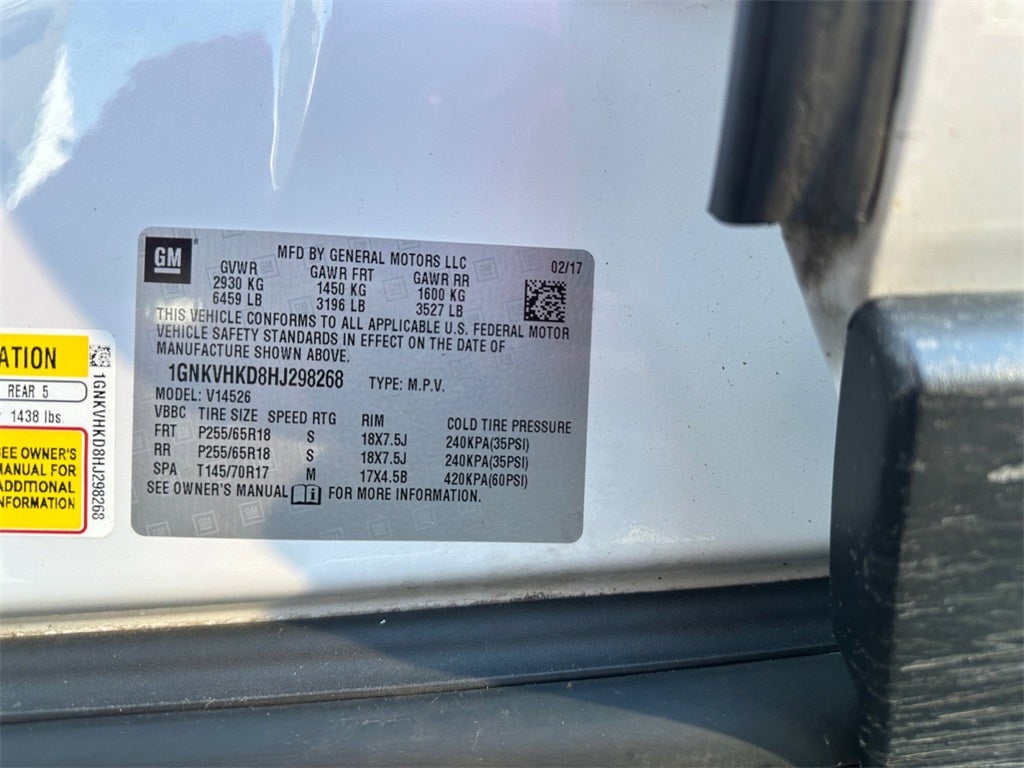 GM
MFD BY GENERAL MOTORS LLC 02/17
GVWR GAWR FRT GAWR RR
2930 KG 1450 KG 1600 KG
6459 LB 3196 LB 3527 LB
THIS VEHICLE CONFORMS TO ALL APPLICABLE U.S. FEDERAL MOTOR
VEHICLE SAFETY STANDARDS IN EFFECT ON THE DATE OF
MANUFACTURE SHOWN ABOVE.
1GNKVHKD8HJ298268 TYPE: M.P.V.
MODEL: V14526
VBBC TIRE SIZE SPEED RTG RIM COLD TIRE PRESSURE
FRT P255/65R18 S 18X7.5J 240KPA(35PSI)
RR P255/65R18 S 18X7.5J 240KPA(35PSI)
SPA T145/70R17 M 17X4.5B 420KPA(60PSI)
SEE OWNER'S MANUAL FOR MORE INFORMATION.
ATION
REAR 5
1438 lbs.
SEE OWNER'S
MANUAL FOR
ADDITIONAL
INFORMATION
1GNKVHKD8HJ298268